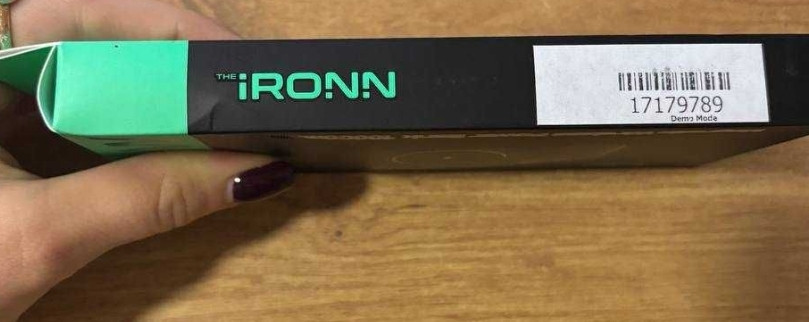 THE iRONN
17179789
Demo Mode